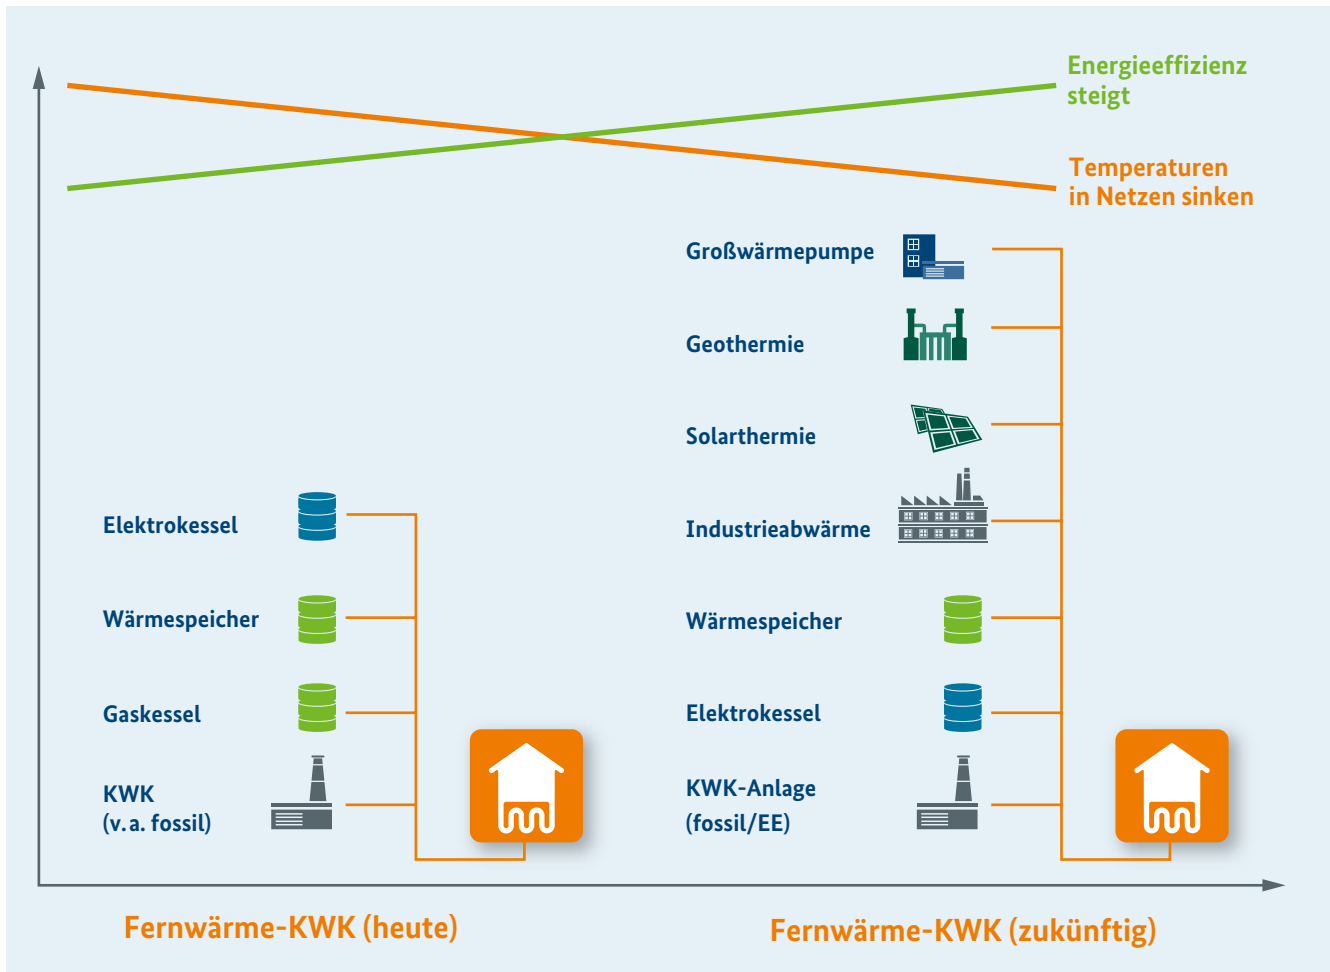 Energieeffizienz
steigt
Temperaturen
in Netzen sinken
Elektrokessel
Wärmespeicher
Gaskessel
KWK
(v. a. fossil)
Großwärmepumpe
Geothermie
Solarthermie
Industrieabwärme
Wärmespeicher
Elektrokessel
KWK-Anlage
(fossil/EE)
Fernwärme-KWK (heute)
Fernwärme-KWK (zukünftig)